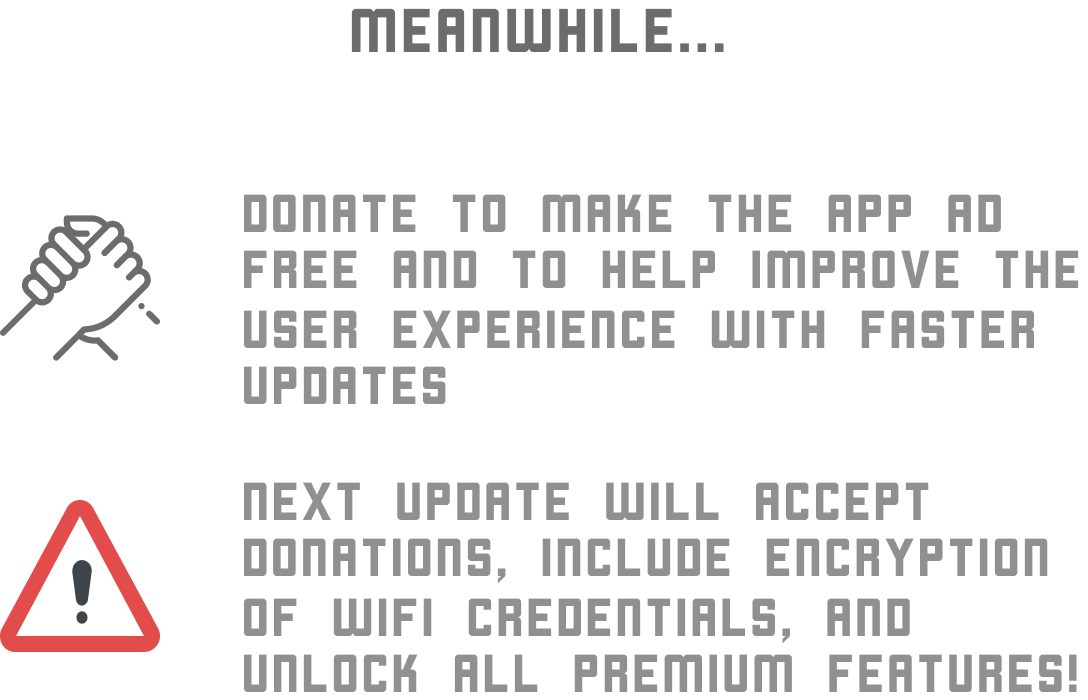 MEANWHILE...
DONATE TO MAKE THE APP AD
FREE AND TO HELP IMPROVE THE
USER EXPERIENCE WITH FASTER
UPDATES
NEXT UPDATE WILL ACCEPT
DONATIONS, INCLUDE ENCRYPTION
OF WIFI CREDENTIALS, AND
UNLOCK ALL PREMIUM FEATURES!